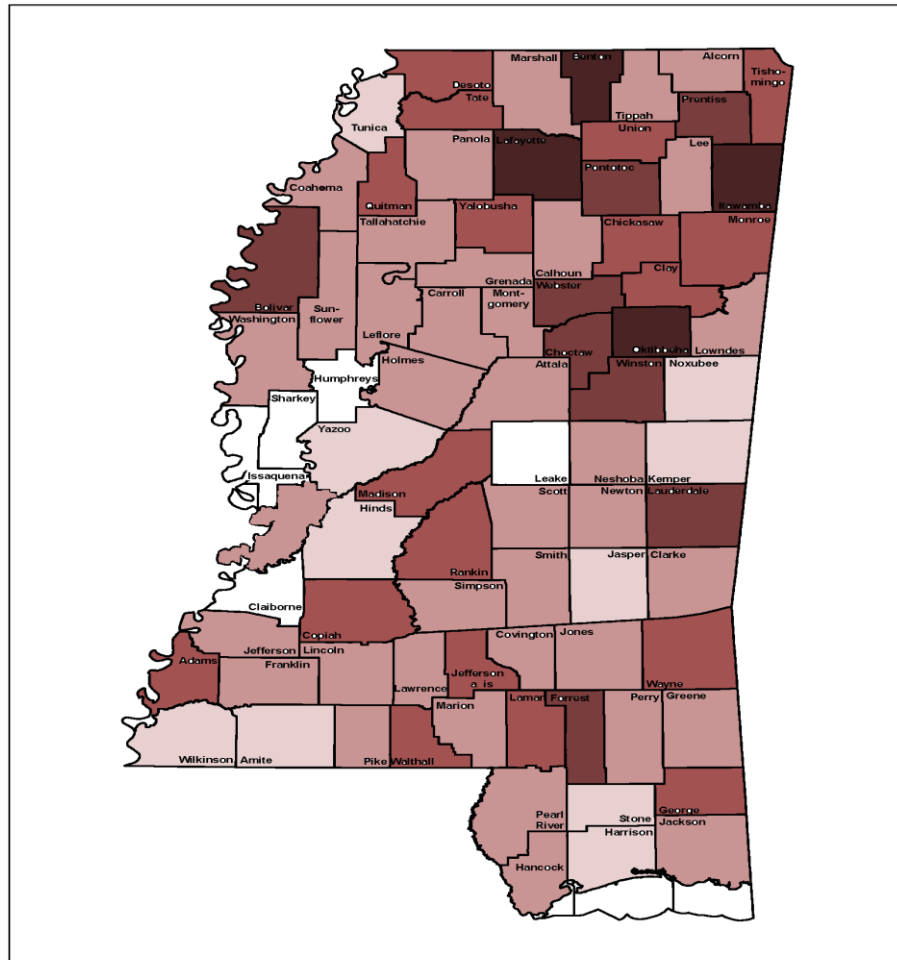 Marshall
Benton
Alcorn
Tisho-
mingo
Desoto
Tate
Tippah
Prentiss
Tunica
Union
Panola
Lafayette
Lee
Pontotoc
Coahoma
Quitman
Yalobusha
Itawamba
Tallahatchie
Chickasaw
Monroe
Clay
Calhoun
Grenada
Webster
Bolivar
Washington
Sun-
flower
Carroll
Mont-
gomery
Leflore
Choctaw
Oktibbeha
Lowndes
Holmes
Attala
Winston
Noxubee
Humphreys
Sharkey
Yazoo
Issaquena
Leake
Neshoba
Kemper
Madison
Scott
Newton
Lauderdale
Hinds
Rankin
Smith
Jasper
Clarke
Simpson
Claiborne
Copiah
Covington
Jones
Jefferson
Lincoln
Adams
Franklin
Lawrence
Jefferson
a is
Wayne
Marion
Lamar
Forrest
Perry
Greene
Wilkinson
Amite
Pike
Walthall
Pearl
River
Stone
George
Harrison
Jackson
Hancock